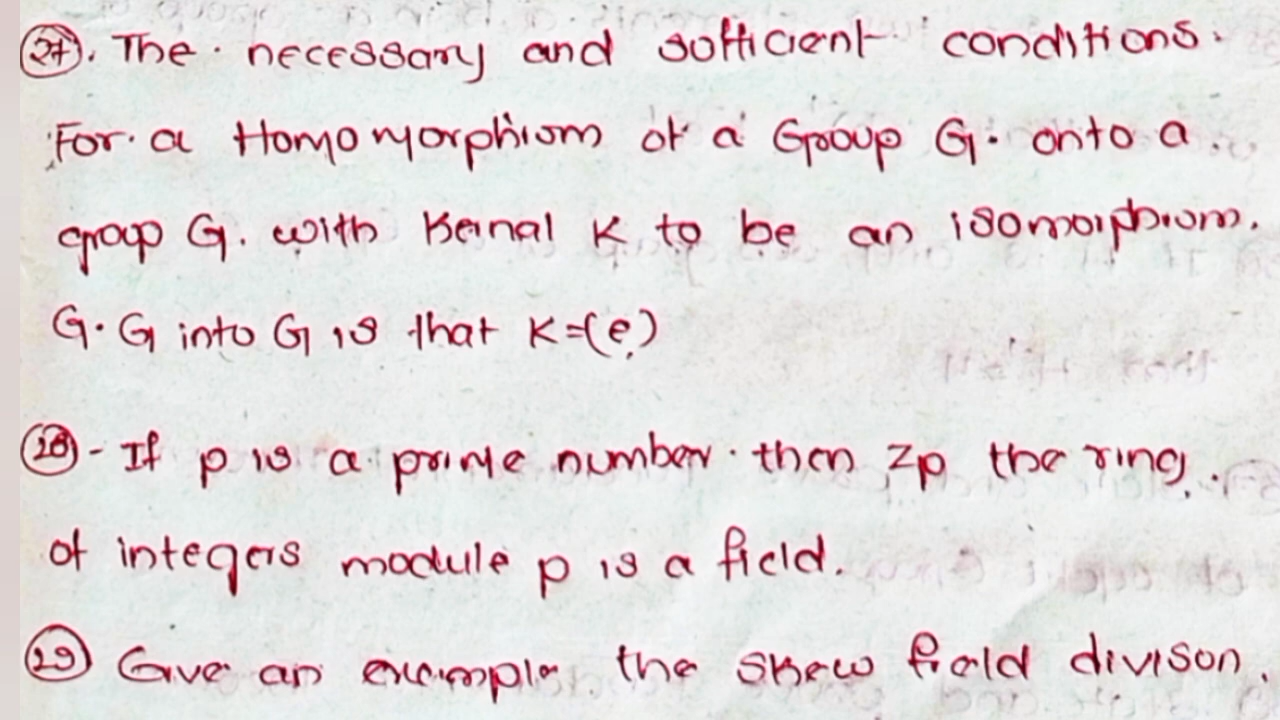 27. The necessary and sufficient conditions.
For a Homomorphism of a Group G. onto a
group G. with Kernal K to be an isomorphism.
G. G into G is that K=(e)
28 - If p is a prime number. then Zp the ring.
of integers module p is a field.
29 Give an example the skew field divison.